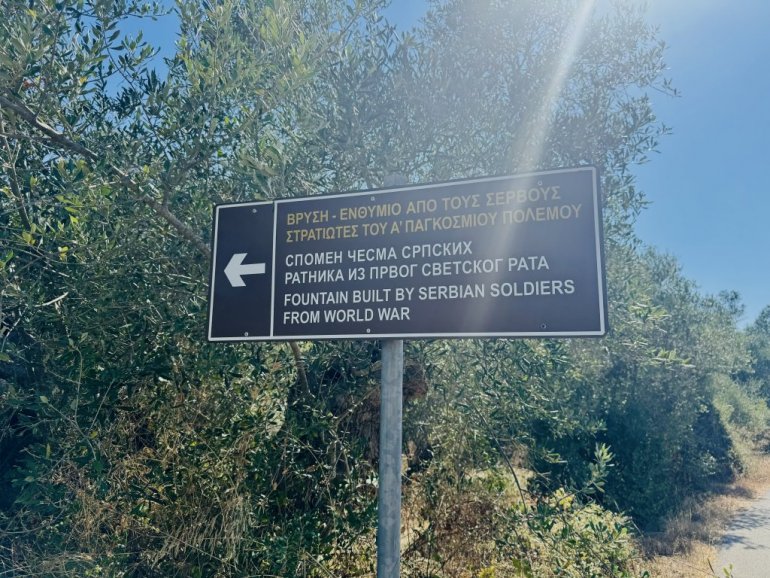 ΒΡΥΣΗ - ΕΝΘΥΜΙΟ ΑΠΟ ΤΟΥΣ ΣΕΡΒΟΥΣ
ΣΤΡΑΤΙΩΤΕΣ ΤΟΥ Α' ΠΑΓΚΟΣΜΙΟΥ ΠΟΛΕΜΟΥ
СПОМЕН ЧЕСМА СРПСКИХ
РАТНИКА ИЗ ПРВОГ СВЕТСКОГ РАТА
FOUNTAIN BUILT BY SERBIAN SOLDIERS
FROM WORLD WAR